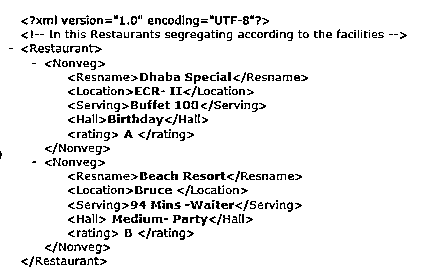 <?xml version="1.0" encoding="UTF-8"?>
<!-- In this Restaurants segregating according to the facilities -->
- <Restaurant>
- <Nonveg>
<Resname>Dhaba Special</Resname>
<Location>ECR- II</Location>
<Serving>Buffet 100</Serving>
<Hall>Birthday</Hall>
<rating> A </rating>
</Nonveg>
- <Nonveg>
<Resname>Beach Resort</Resname>
<Location>Bruce </Location>
<Serving>94 Mins -Waiter</Serving>
<Hall> Medium- Party</Hall>
<rating> B </rating>
</Nonveg>
</Restaurant>